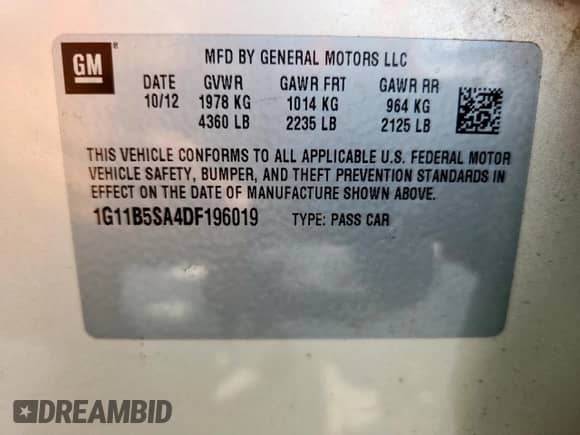 GM ®
MFD BY GENERAL MOTORS LLC
DATE GVWR GAWR FRT GAWR RR
10/12 1978 KG 1014 KG 964 KG
4360 LB 2235 LB 2125 LB
THIS VEHICLE CONFORMS TO ALL APPLICABLE U.S. FEDERAL MOTOR
VEHICLE SAFETY, BUMPER, AND THEFT PREVENTION STANDARDS IN
EFFECT ON THE DATE OF MANUFACTURE SHOWN ABOVE.
1G11B5SA4DF196019 TYPE: PASS CAR
DREAMBID